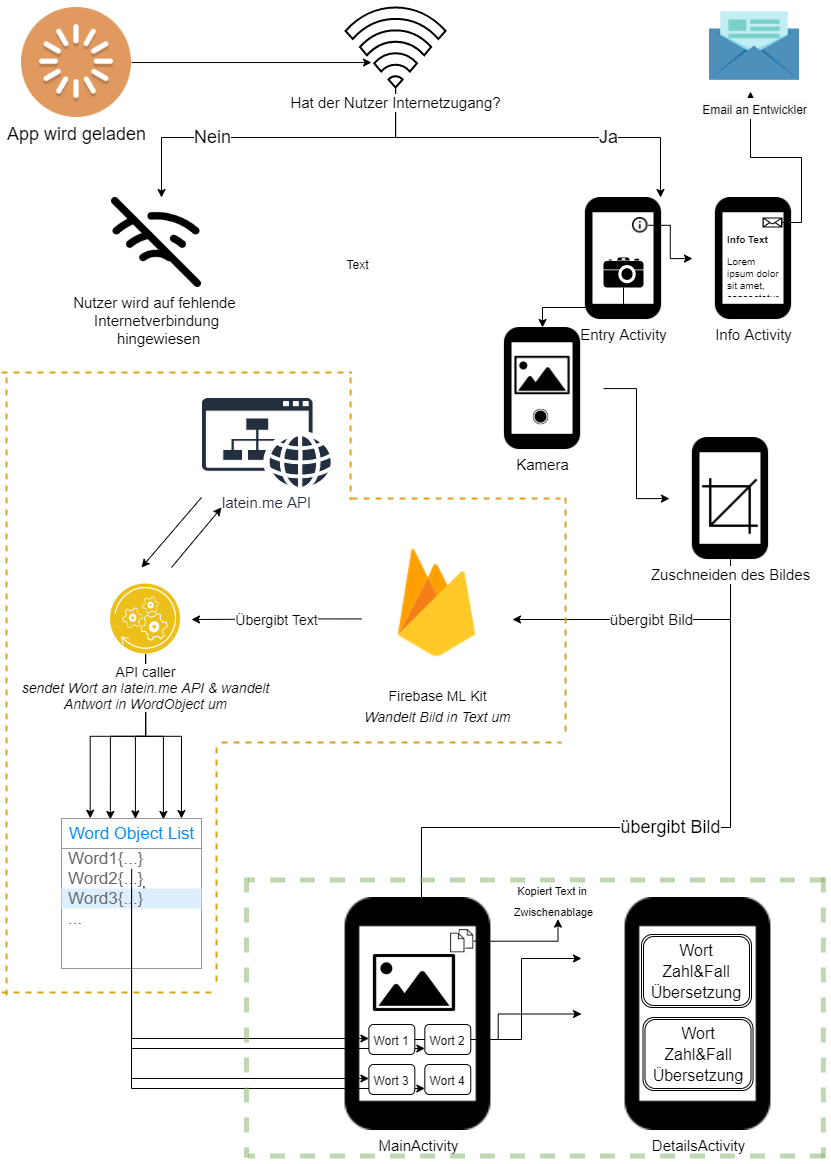 App wird geladen
Hat der Nutzer Internetzugang?
Email an Entwickler
Nein
Ja
Nutzer wird auf fehlende
Internetverbindung
hingewiesen
Text
Info Text
Lorem
ipsum dolor
sit amet,
Entry Activity
Info Activity
Kamera
latein.me API
Zuschneiden des Bildes
übergibt Bild
Übergibt Text
API caller
sendet Wort an latein.me API & wandelt
Antwort in WordObject um
Firebase ML Kit
Wandelt Bild in Text um
Word Object List
Word1{...}
Word2{...}
Word3{...}
...
übergibt Bild
Kopiert Text in
Zwischenablage
Wort 1
Wort 2
Wort 3
Wort 4
MainActivity
Wort
Zahl&Fall
Übersetzung
Wort
Zahl&Fall
Übersetzung
DetailsActivity